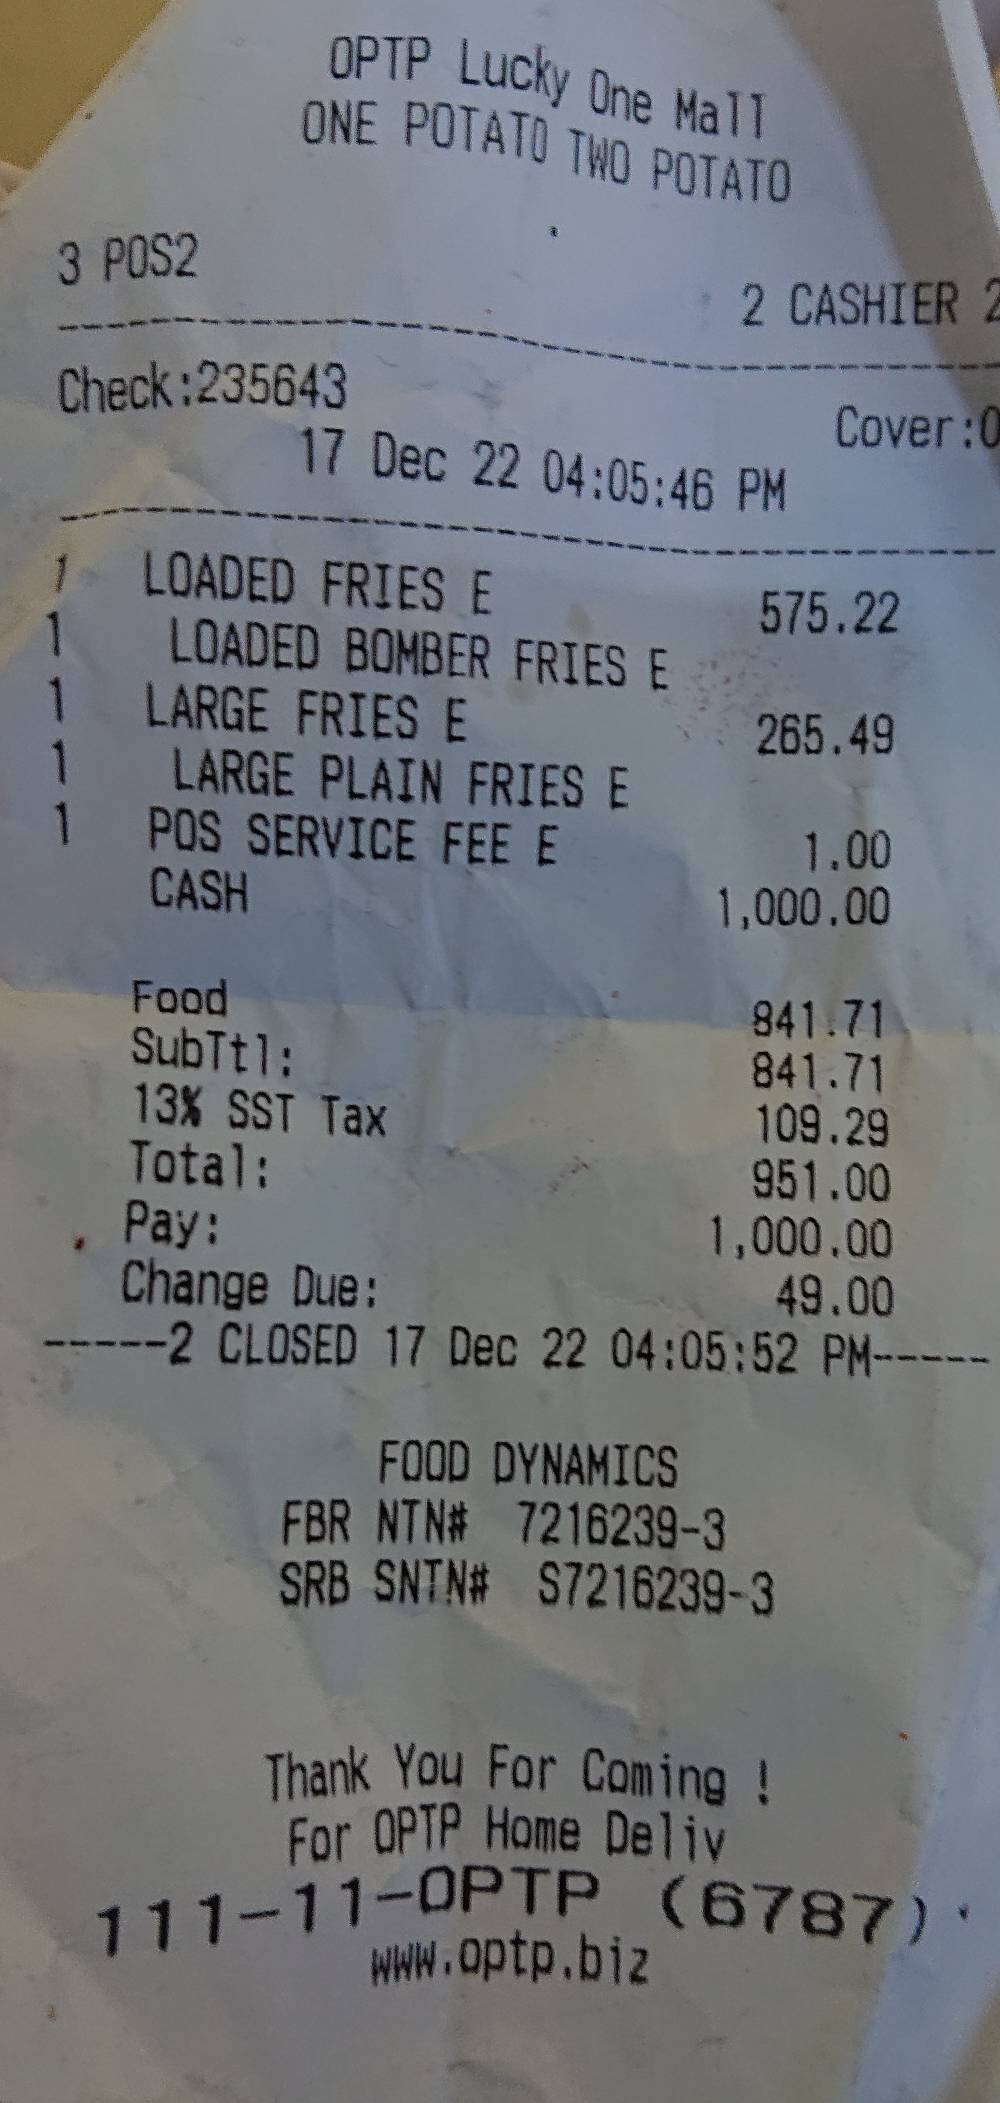 OPTP Lucky One Mall
ONE POTATO TWO POTATO
3 POS2 2 CASHIER 2
Check:235643 Cover:0
17 Dec 22 04:05:46 PM
1 LOADED FRIES E 575.22
1 LOADED BOMBER FRIES E
1 LARGE FRIES E 265.49
1 LARGE PLAIN FRIES E
1 POS SERVICE FEE E 1.00
CASH 1,000.00
Food 841.71
SubTtl: 841.71
13% SST Tax 109.29
Total: 951.00
Pay: 1,000.00
Change Due: 49.00
-----2 CLOSED 17 Dec 22 04:05:52 PM-----
FOOD DYNAMICS
FBR NTN# 7216239-3
SRB SNTN# S7216239-3
Thank You For Coming !
For OPTP Home Deliv
111-11-OPTP (6787)
www.optp.biz